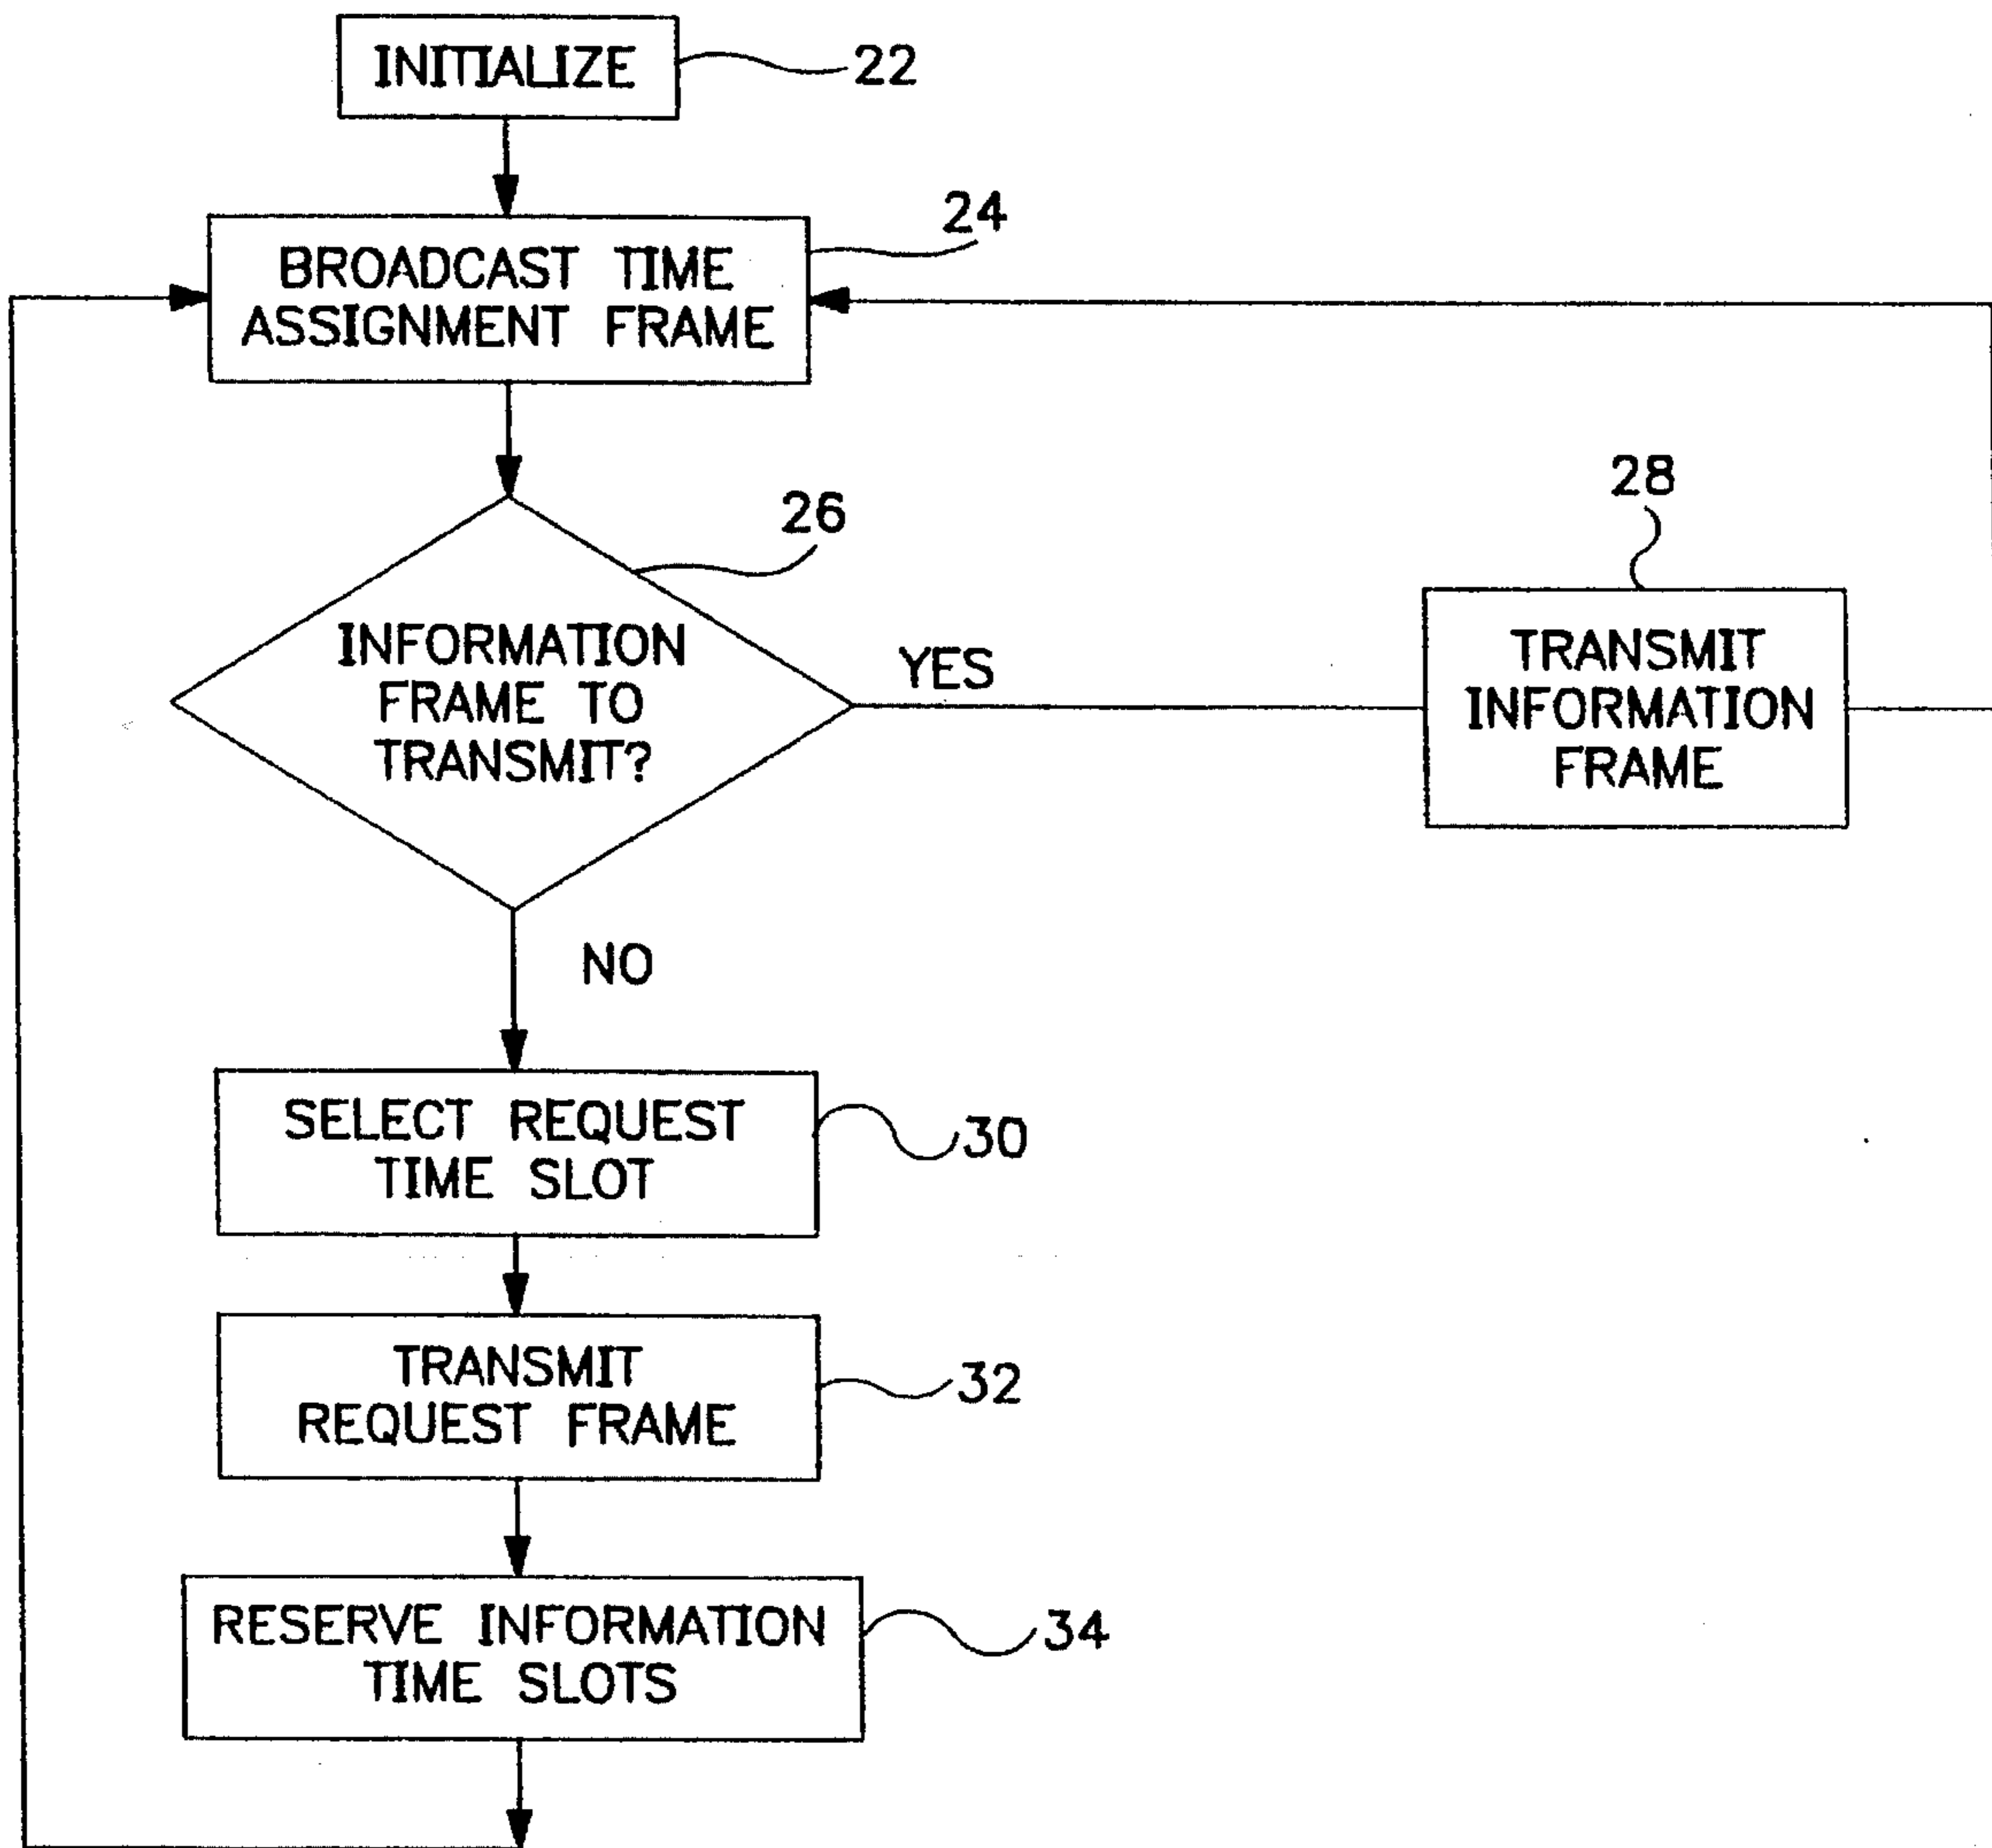 INITIALIZE
22
BROADCAST TIME
ASSIGNMENT FRAME
24
INFORMATION
FRAME TO
TRANSMIT?
26
YES
TRANSMIT
INFORMATION
FRAME
28
NO
SELECT REQUEST
TIME SLOT
30
TRANSMIT
REQUEST FRAME
32
RESERVE INFORMATION
TIME SLOTS
34